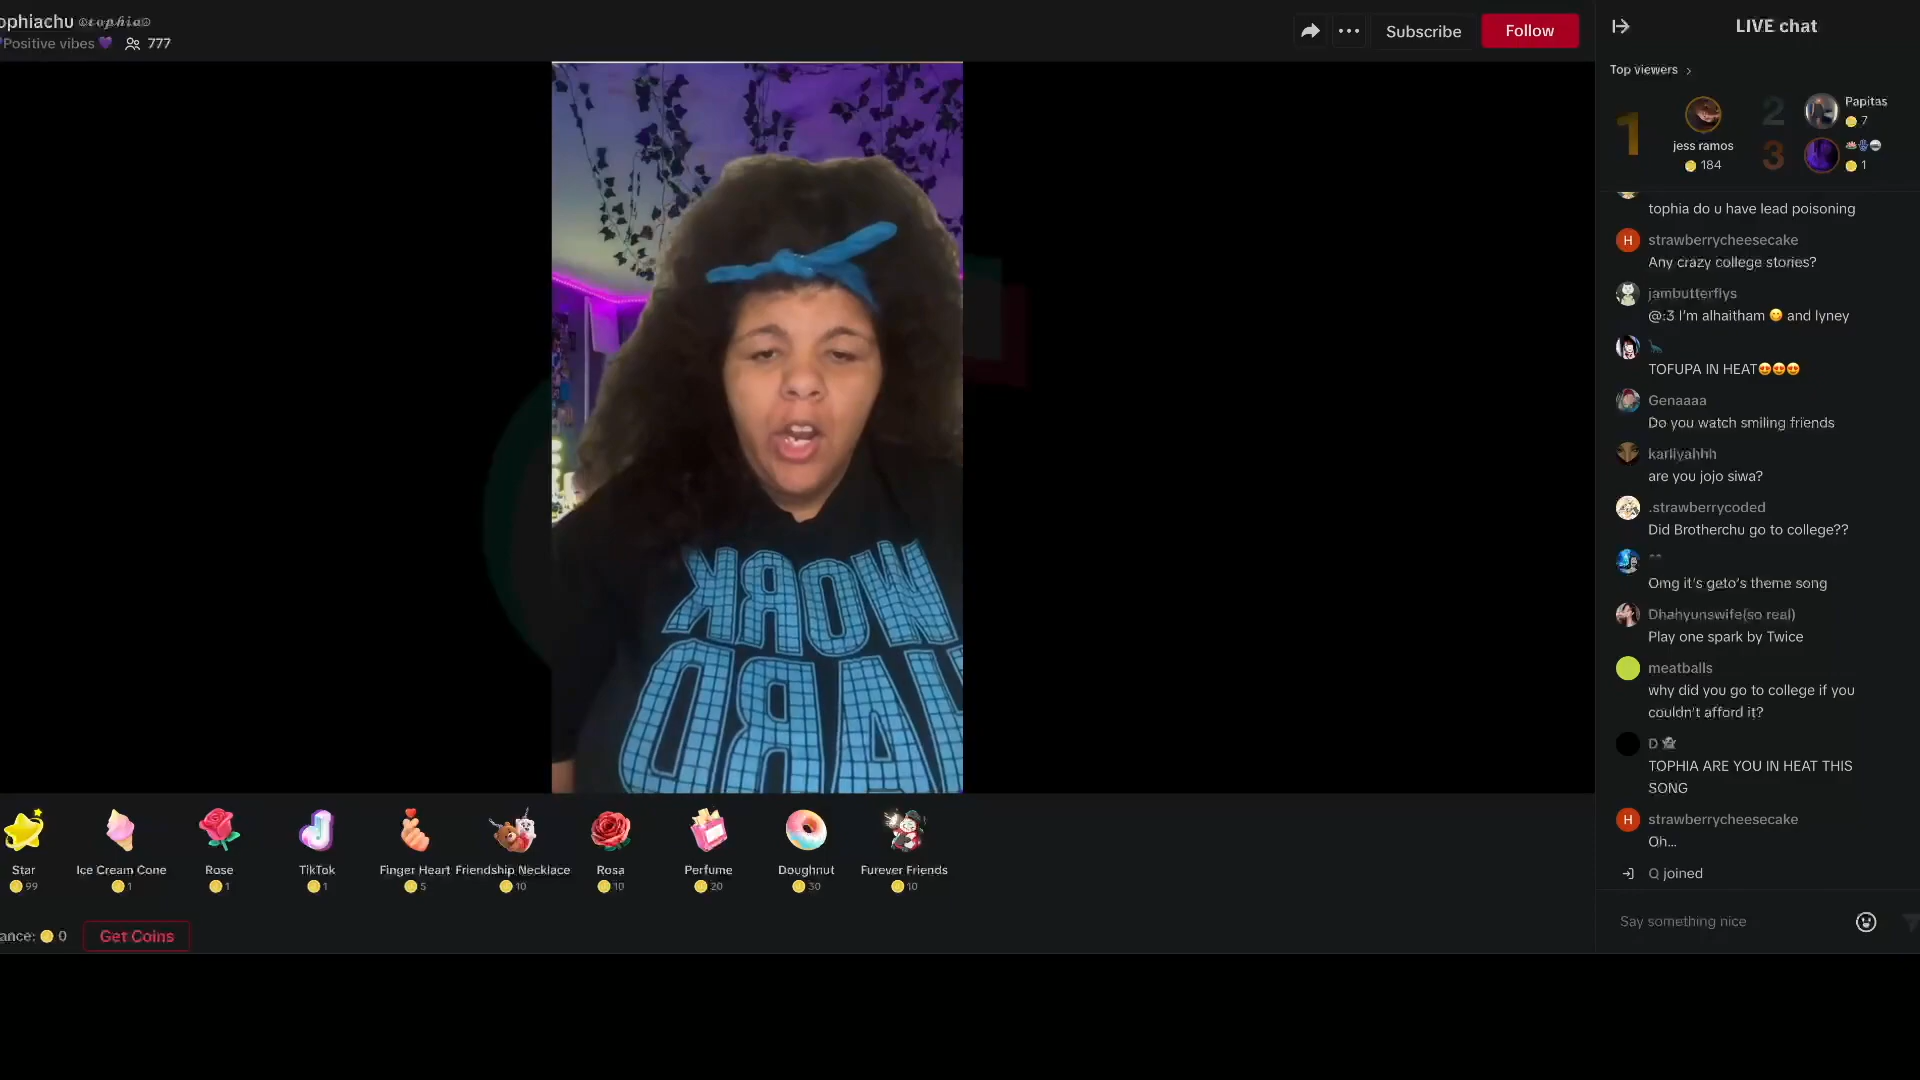 ophiachu @tophia®
Positive vibes 💜 777
Subscribe
Follow
WORK
HARD
Star
99
Ice Cream Cone
1
Rose
1
TikTok
1
Finger Heart
5
Friendship Necklace
10
Rosa
10
Perfume
20
Doughnut
30
Furever Friends
10
ance: 0
Get Coins
LIVE chat
Top viewers >
1
jess ramos
184
2
Papitas
7
3
1
tophia do u have lead poisoning
H strawberrycheesecake
Any crazy college stories?
jambutterflys
@:3 I'm alhaitham 😋 and lyney
🦕
TOFUPA IN HEAT😍😍😍
Genaaaa
Do you watch smiling friends
karliyahhh
are you jojo siwa?
.strawberrycoded
Did Brotherchu go to college??
Omg it's geto's theme song
Dhahyunswife(so real)
Play one spark by Twice
meatballs
why did you go to college if you
couldn't afford it?
D
TOPHIA ARE YOU IN HEAT THIS
SONG
H strawberrycheesecake
Oh...
Q joined
Say something nice